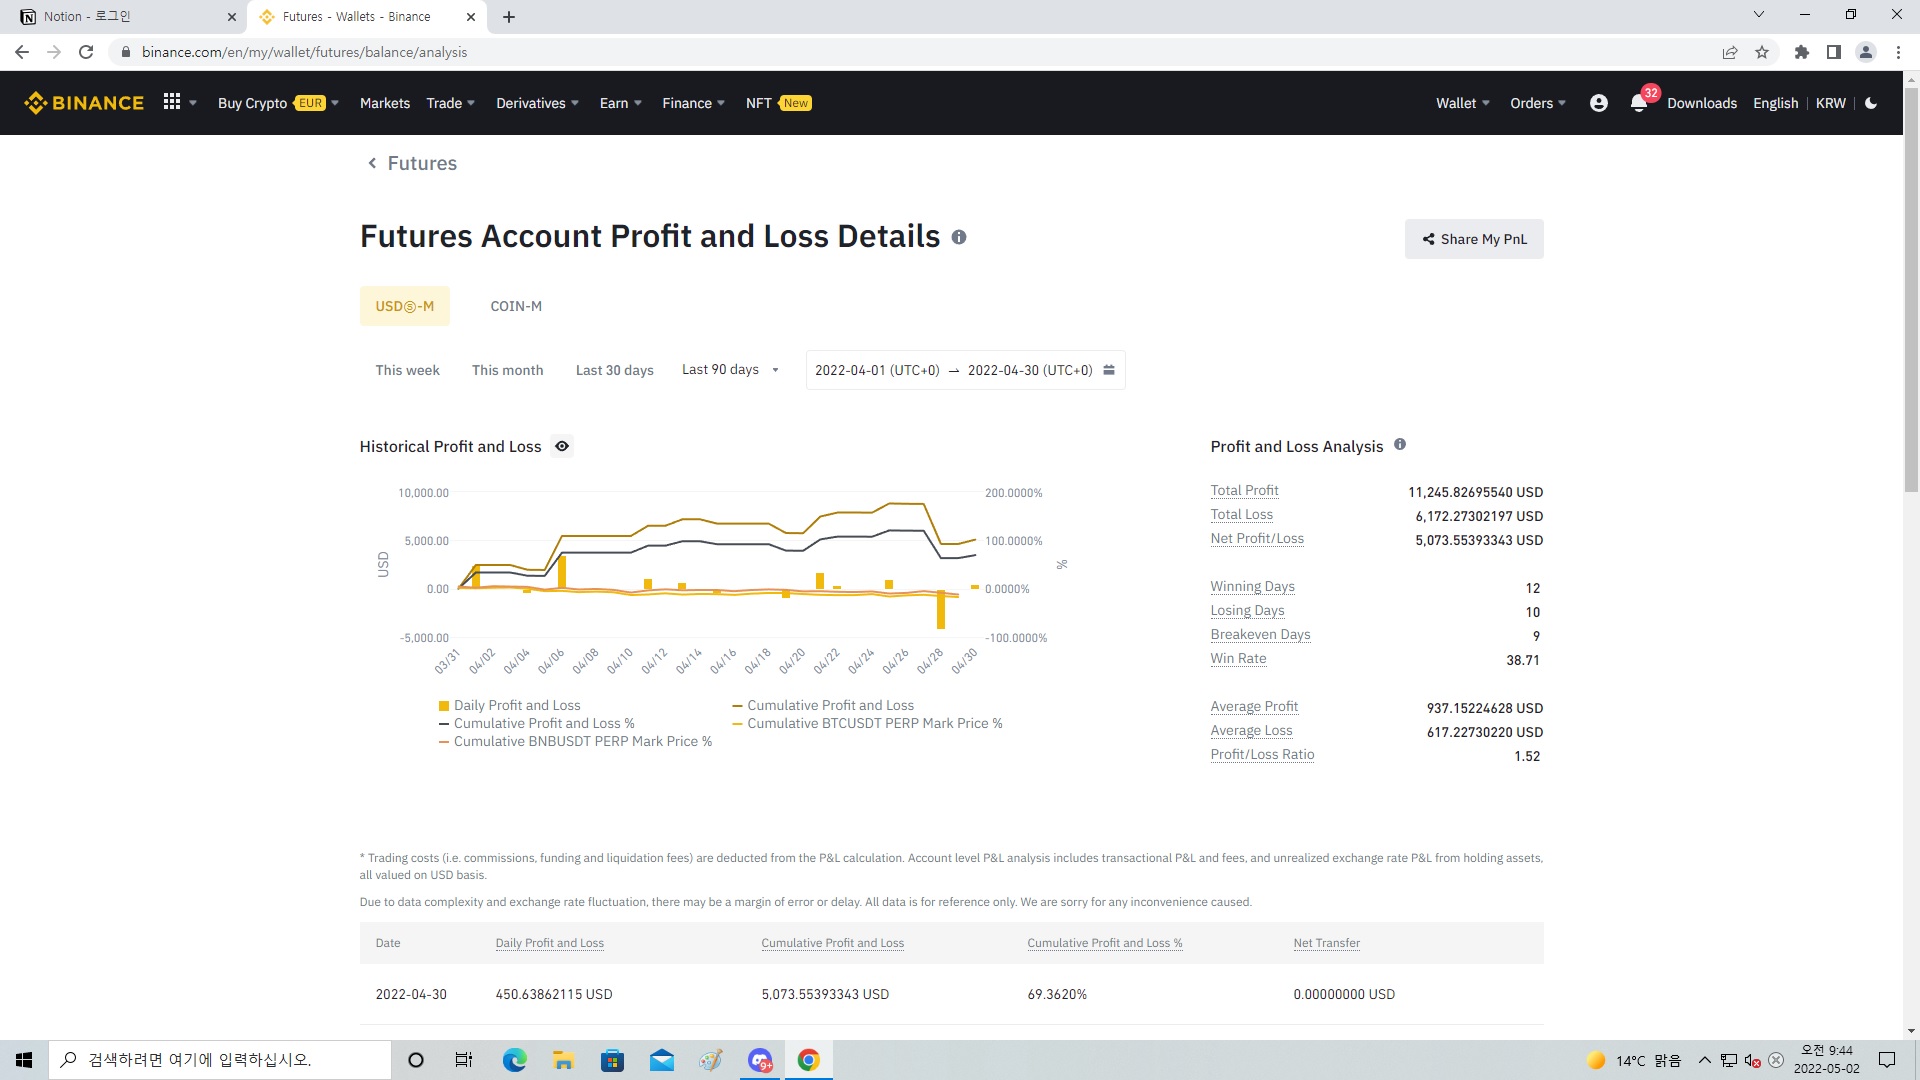 Notion - 로그인
Futures - Wallets - Binance
binance.com/en/my/wallet/futures/balance/analysis
BINANCE Buy Crypto EUR Markets Trade Derivatives Earn Finance NFT New Wallet Orders 32 Downloads English KRW
Futures
Futures Account Profit and Loss Details
Share My PnL
USDⓈ-M COIN-M
This week This month Last 30 days Last 90 days 2022-04-01 (UTC+0) → 2022-04-30 (UTC+0)
Historical Profit and Loss
10,000.00 200.0000%
5,000.00 100.0000%
0.00 0.0000%
-5,000.00 -100.0000%
USD
%
03/31 04/02 04/04 04/06 04/08 04/10 04/12 04/14 04/16 04/18 04/20 04/22 04/24 04/26 04/28 04/30
Daily Profit and Loss Cumulative Profit and Loss
Cumulative Profit and Loss % Cumulative BTCUSDT PERP Mark Price %
Cumulative BNBUSDT PERP Mark Price %
Profit and Loss Analysis
Total Profit 11,245.82695540 USD
Total Loss 6,172.27302197 USD
Net Profit/Loss 5,073.55393343 USD
Winning Days 12
Losing Days 10
Breakeven Days 9
Win Rate 38.71
Average Profit 937.15224628 USD
Average Loss 617.22730220 USD
Profit/Loss Ratio 1.52
* Trading costs (i.e. commissions, funding and liquidation fees) are deducted from the P&L calculation. Account level P&L analysis includes transactional P&L and fees, and unrealized exchange rate P&L from holding assets,
all valued on USD basis.
Due to data complexity and exchange rate fluctuation, there may be a margin of error or delay. All data is for reference only. We are sorry for any inconvenience caused.
Date Daily Profit and Loss Cumulative Profit and Loss Cumulative Profit and Loss % Net Transfer
2022-04-30 450.63862115 USD 5,073.55393343 USD 69.3620% 0.00000000 USD
검색하려면 여기에 입력하십시오.
9+
14°C 맑음
오전 9:44
2022-05-02